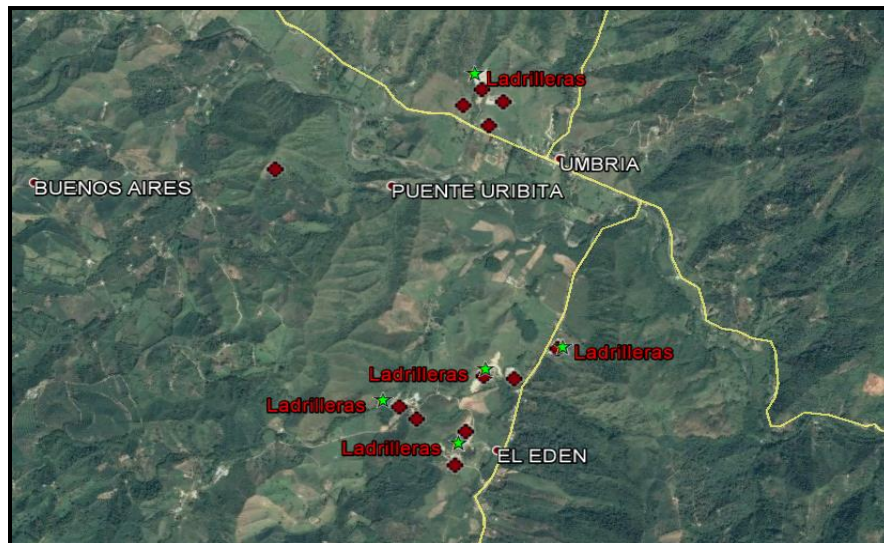 Ladrilleras
UMBRIA
BUENOS AIRES
PUENTE URIBITA
Ladrilleras
Ladrilleras
Ladrilleras
Ladrilleras
EL EDEN